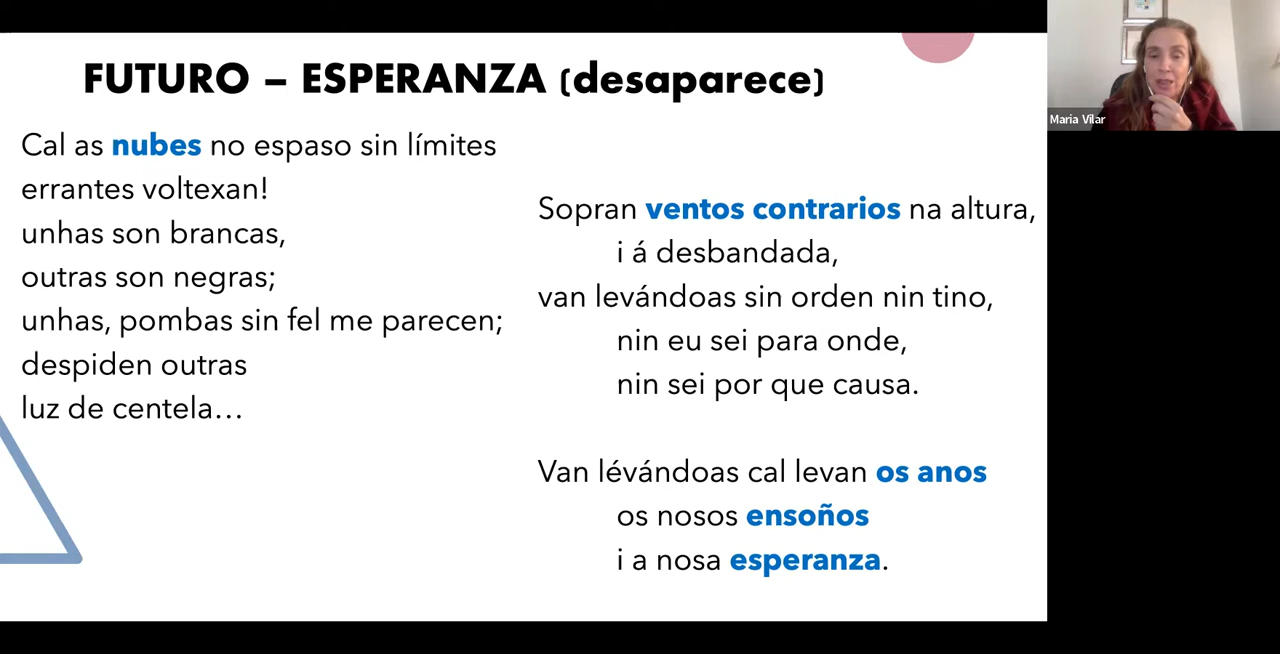 FUTURO – ESPERANZA (desaparece)
Cal as nubes no espaso sin límites
errantes voltexan!
unhas son brancas,
outras son negras;
unhas, pombas sin fel me parecen;
despiden outras
luz de centela…
Sopran ventos contrarios na altura,
i á desbandada,
van levándoas sin orden nin tino,
nin eu sei para onde,
nin sei por que causa.
Van lévándoas cal levan os anos
os nosos ensoños
i a nosa esperanza.
Maria Vilar